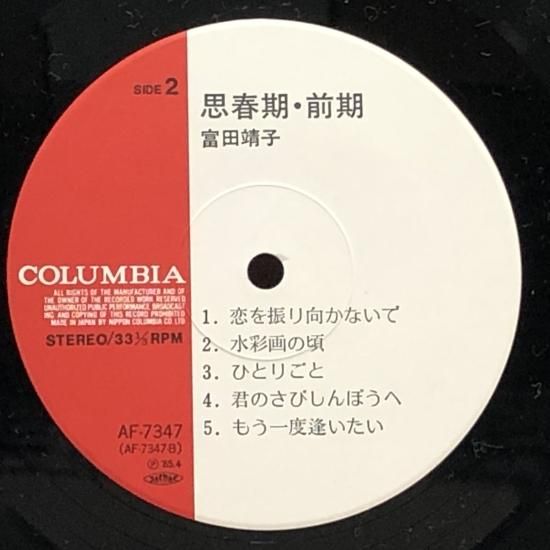 SIDE 2
思春期・前期
富田靖子
COLUMBIA
ALL RIGHTS OF THE MANUFACTURER AND OF
THE OWNER OF THE RECORDED WORK RESERVED
UNAUTHORIZED PUBLIC PERFORMANCE, BROADCAST-
ING AND COPYING OF THIS RECORD PROHIBITED
MADE IN JAPAN BY NIPPON COLUMBIA CO LTD
STEREO/33⅓RPM
1. 恋を振り向かないで
2. 水彩画の頃
3. ひとりごと
4. 君のさびしんぼうへ
5. もう一度逢いたい
AF-7347
(AF-7347B)
Ⓟ '85.4